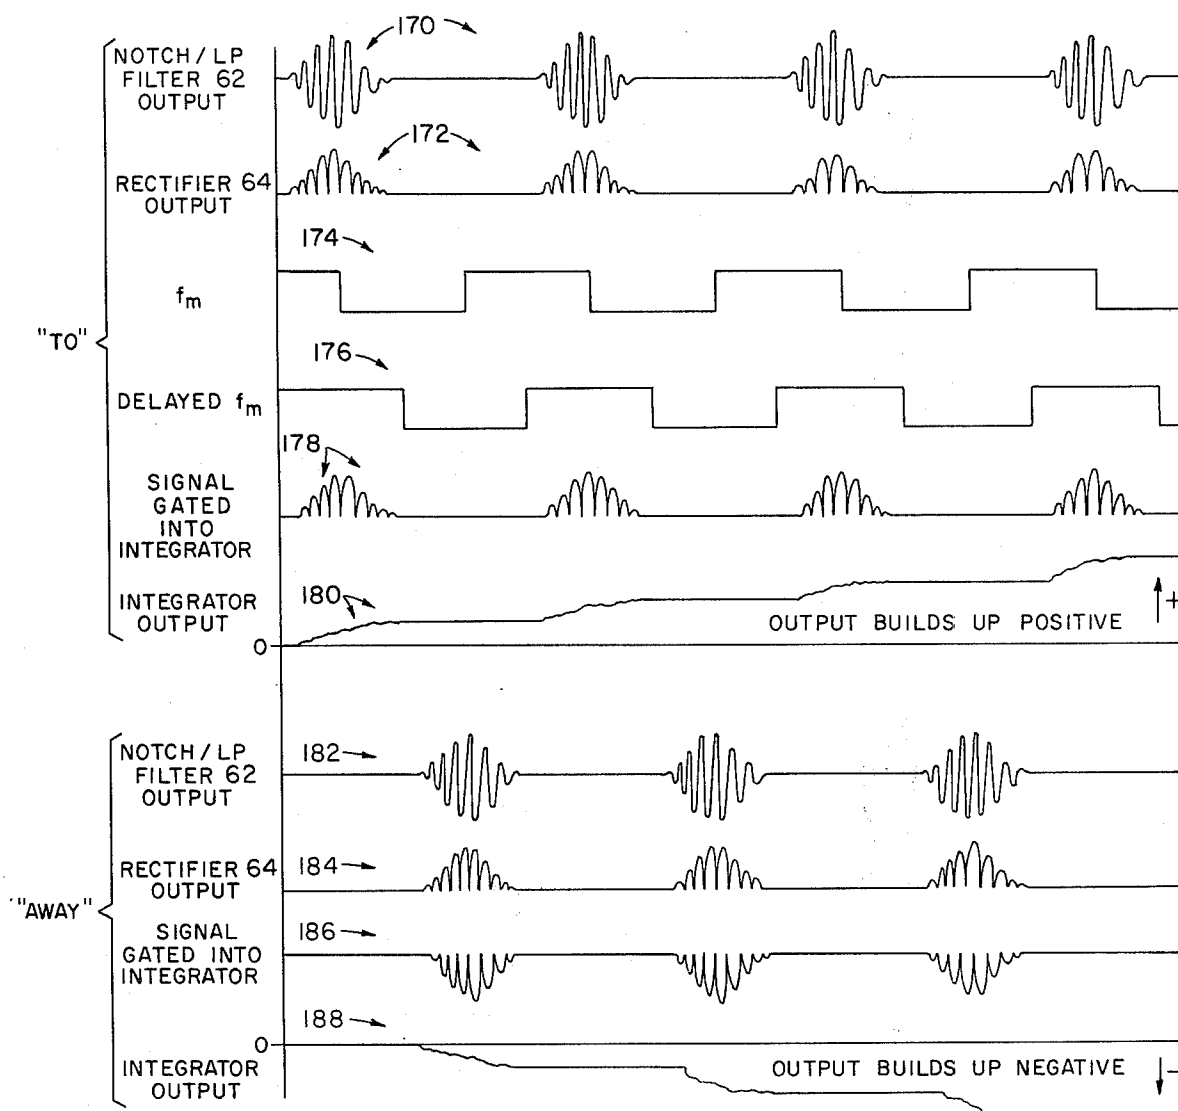 170
NOTCH/LP
FILTER 62
OUTPUT
172
RECTIFIER 64
OUTPUT
174
fm
"TO"
176
DELAYED fm
178
SIGNAL
GATED
INTO
INTEGRATOR
180
INTEGRATOR
OUTPUT
OUTPUT BUILDS UP POSITIVE
+
0
NOTCH/LP
FILTER 62
OUTPUT
182
RECTIFIER 64
OUTPUT
184
"AWAY"
SIGNAL
GATED INTO
INTEGRATOR
186
188
0
INTEGRATOR
OUTPUT
OUTPUT BUILDS UP NEGATIVE
-